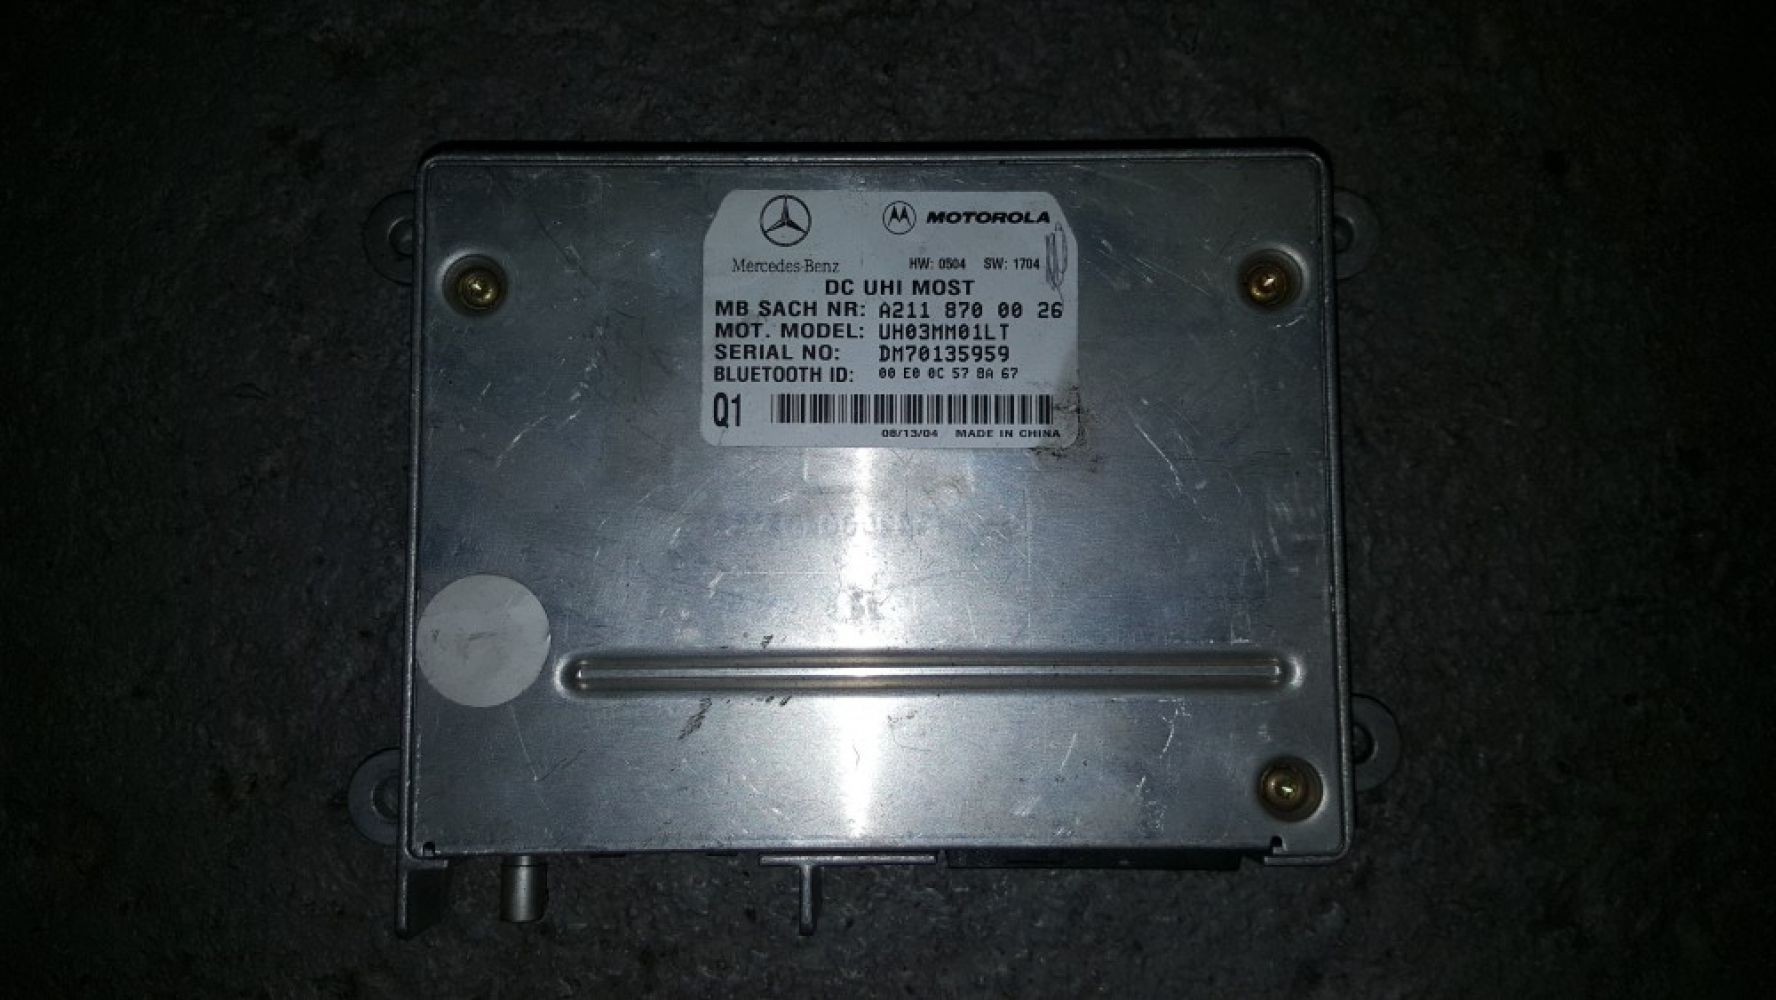 MOTOROLA
Mercedes-Benz HW: 0504 SW: 1704
DC UHI MOST
MB SACH NR: A211 870 00 26
MOT. MODEL: UH03MM01LT
SERIAL NO: DM70135959
BLUETOOTH ID: 00 E0 0C 57 8A 67
Q1
08/13/04 MADE IN CHINA